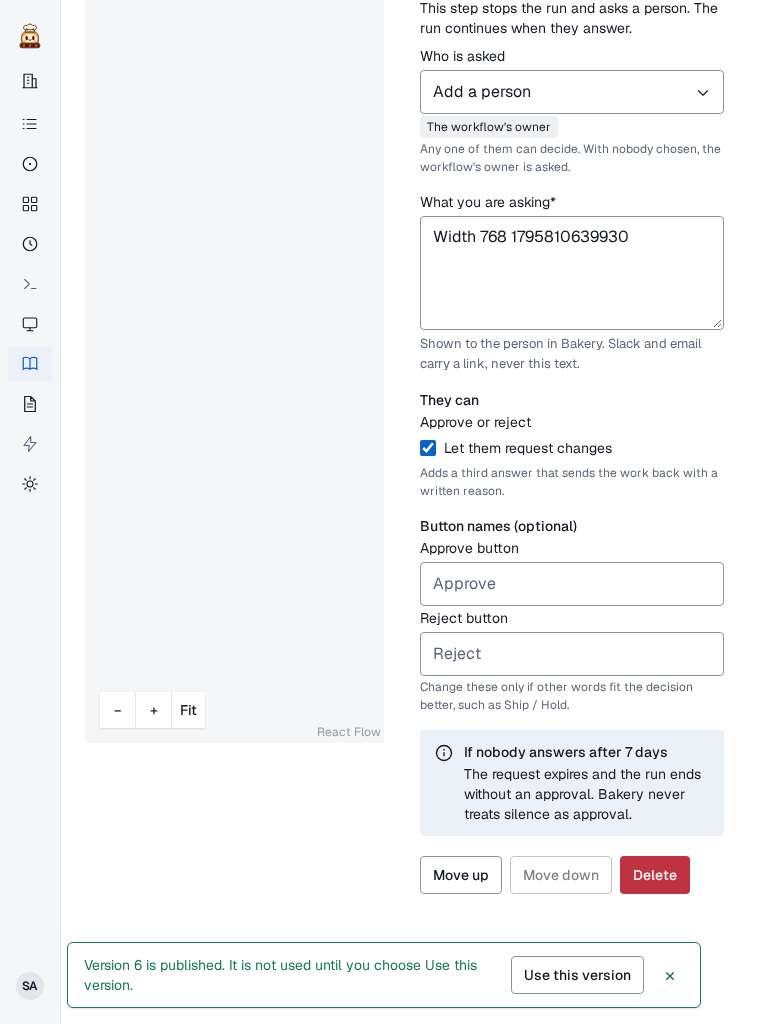 This step stops the run and asks a person. The
run continues when they answer.
Who is asked
Add a person
The workflow's owner
Any one of them can decide. With nobody chosen, the
workflow's owner is asked.
What you are asking*
Width 768 1795810639930
Shown to the person in Bakery. Slack and email
carry a link, never this text.
They can
Approve or reject
Let them request changes
Adds a third answer that sends the work back with a
written reason.
Button names (optional)
Approve button
Approve
Reject button
Reject
Change these only if other words fit the decision
better, such as Ship / Hold.
− + Fit
React Flow
If nobody answers after 7 days
The request expires and the run ends
without an approval. Bakery never
treats silence as approval.
Move up Move down Delete
Version 6 is published. It is not used until you choose Use this
version.
Use this version ×
SA